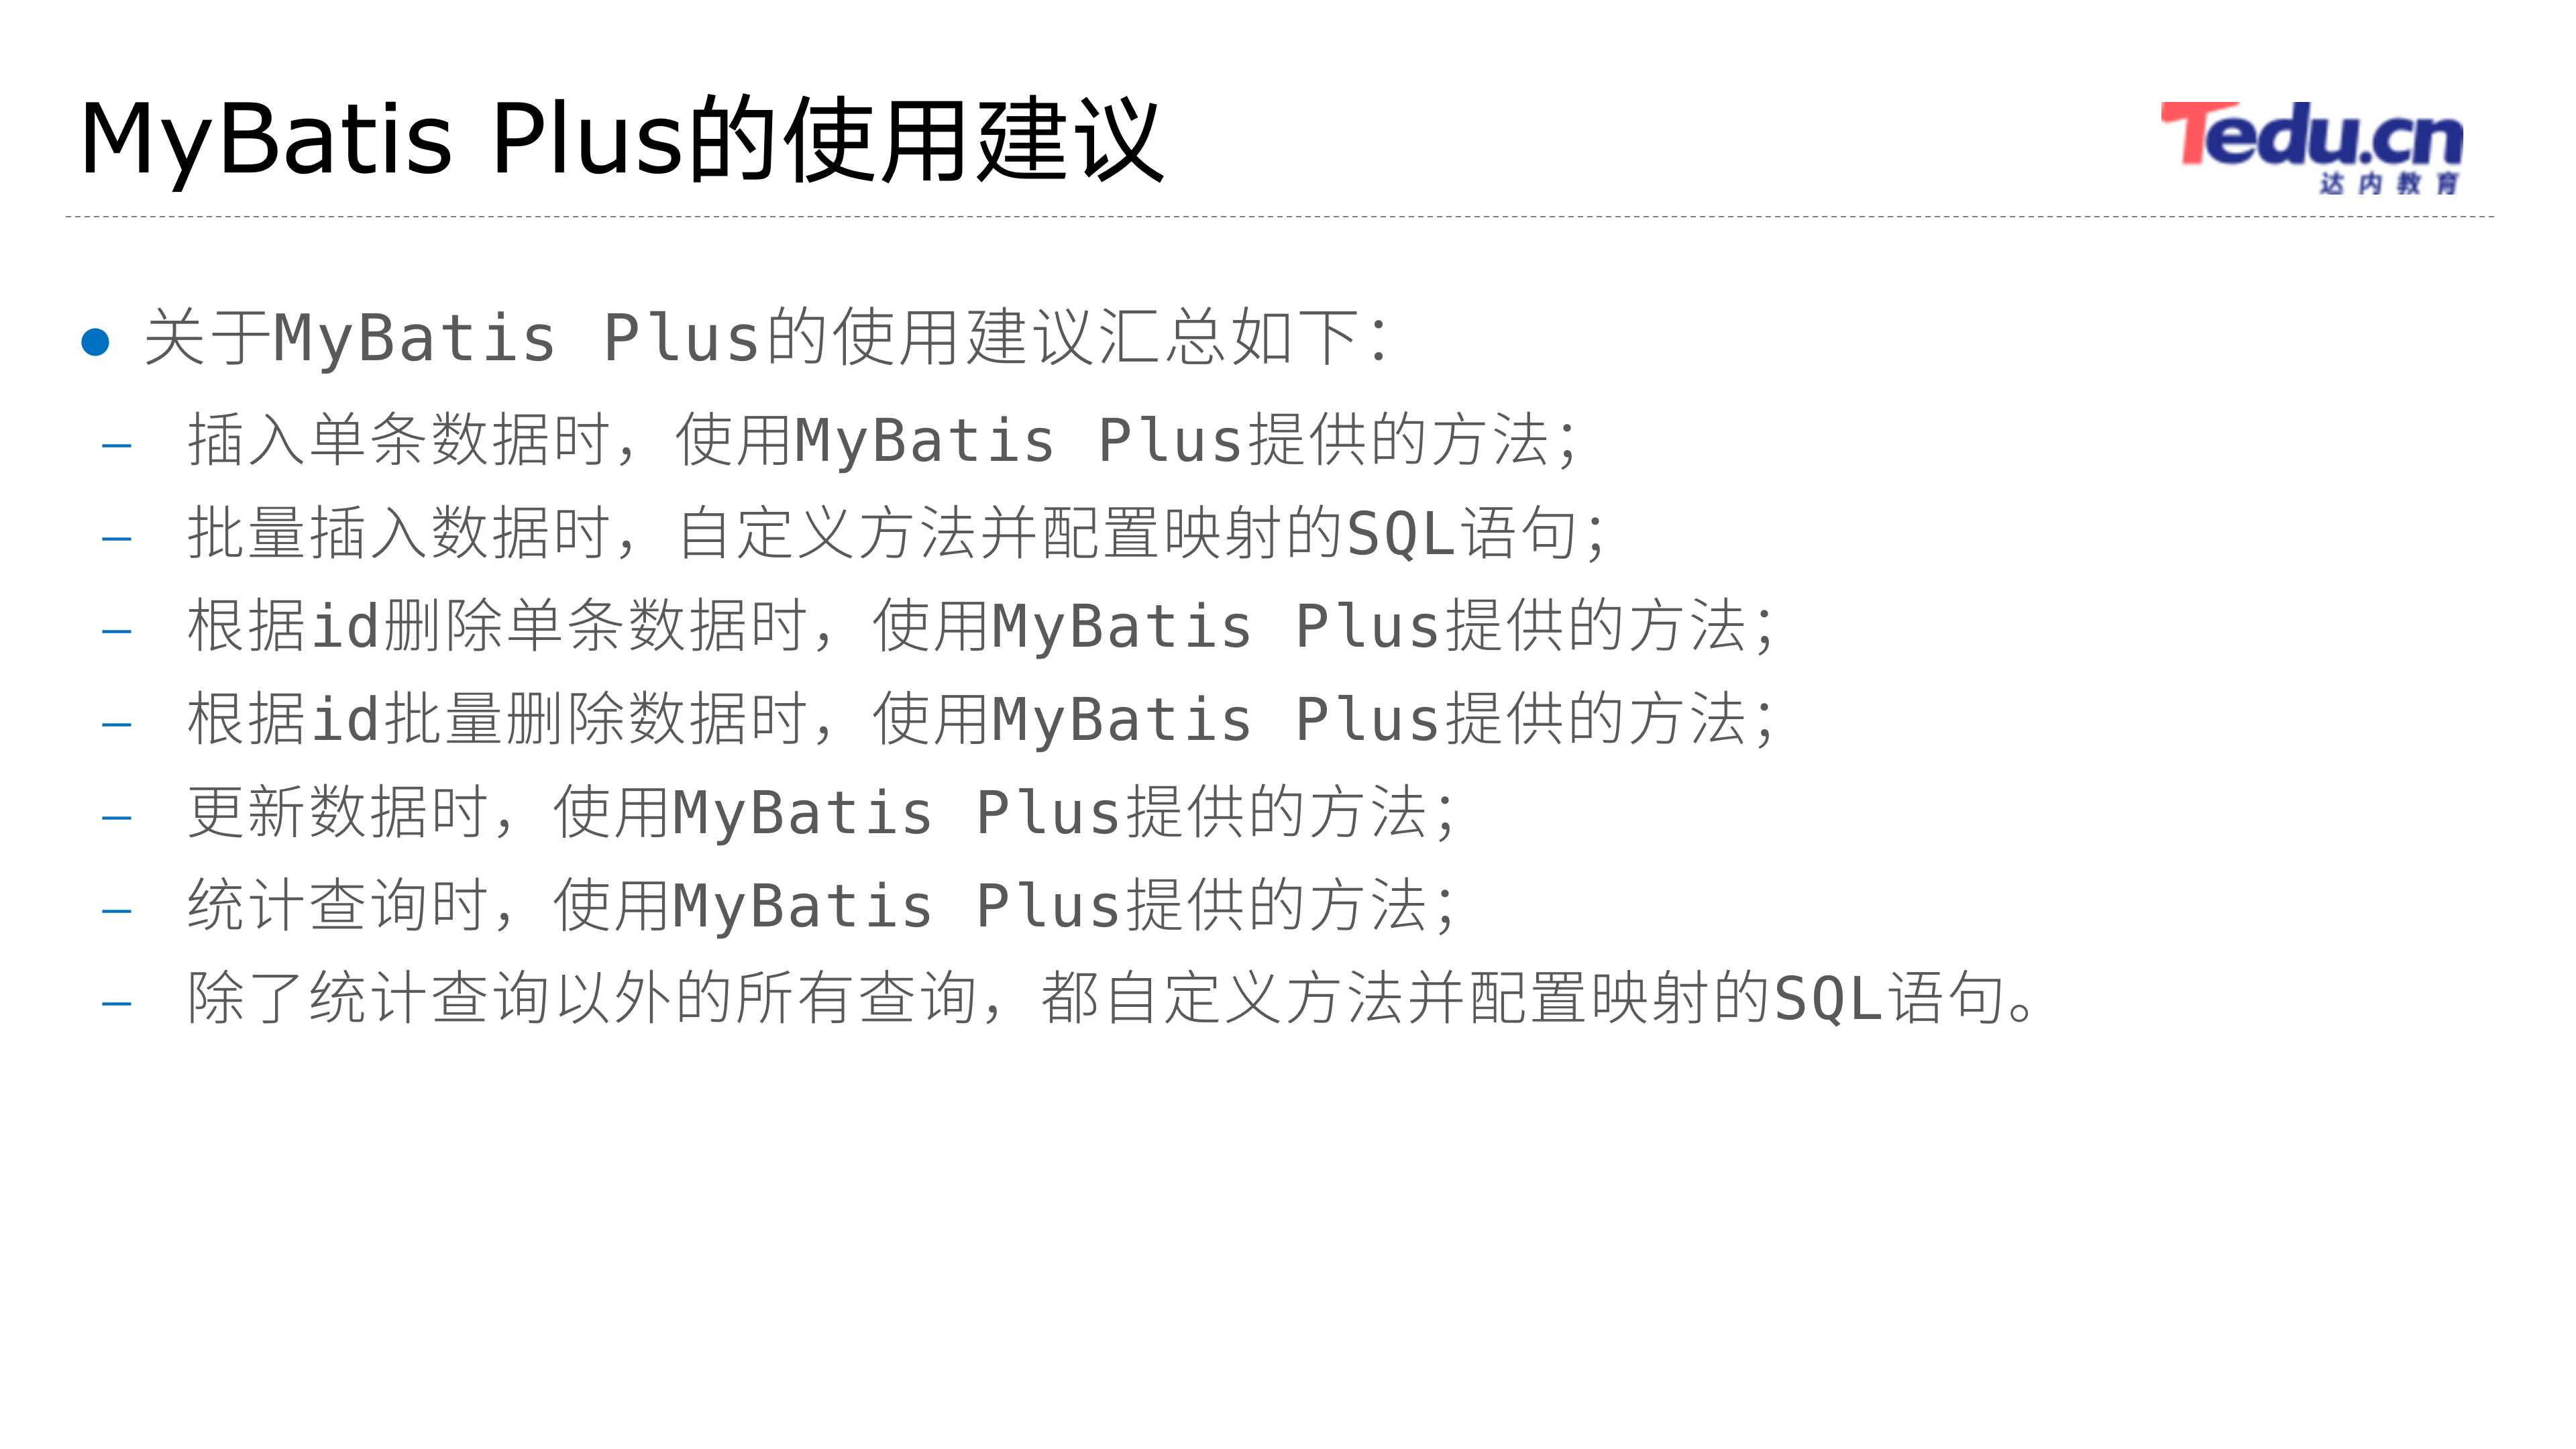 MyBatis Plus的使用建议
Tedu.cn
达内教育
● 关于MyBatis Plus的使用建议汇总如下：
– 插入单条数据时，使用MyBatis Plus提供的方法；
– 批量插入数据时，自定义方法并配置映射的SQL语句；
– 根据id删除单条数据时，使用MyBatis Plus提供的方法；
– 根据id批量删除数据时，使用MyBatis Plus提供的方法；
– 更新数据时，使用MyBatis Plus提供的方法；
– 统计查询时，使用MyBatis Plus提供的方法；
– 除了统计查询以外的所有查询，都自定义方法并配置映射的SQL语句。